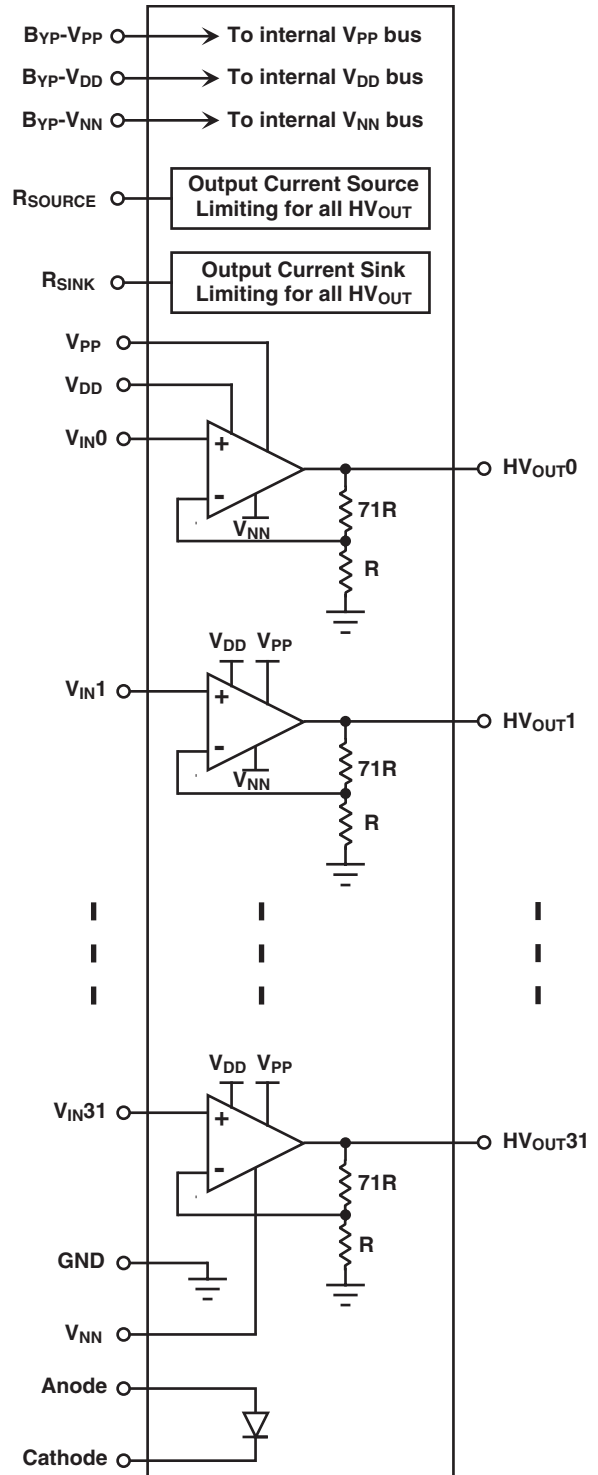 BYP-VPP To internal VPP bus
BYP-VDD To internal VDD bus
BYP-VNN To internal VNN bus
RSOURCE
Output Current Source
Limiting for all HVOUT
RSINK
Output Current Sink
Limiting for all HVOUT
VPP
VDD
VIN0
+
-
VNN
HVOUT0
71R
R
VDD VPP
VIN1
+
-
VNN
HVOUT1
71R
R
VDD VPP
VIN31
+
-
HVOUT31
71R
R
GND
VNN
Anode
Cathode